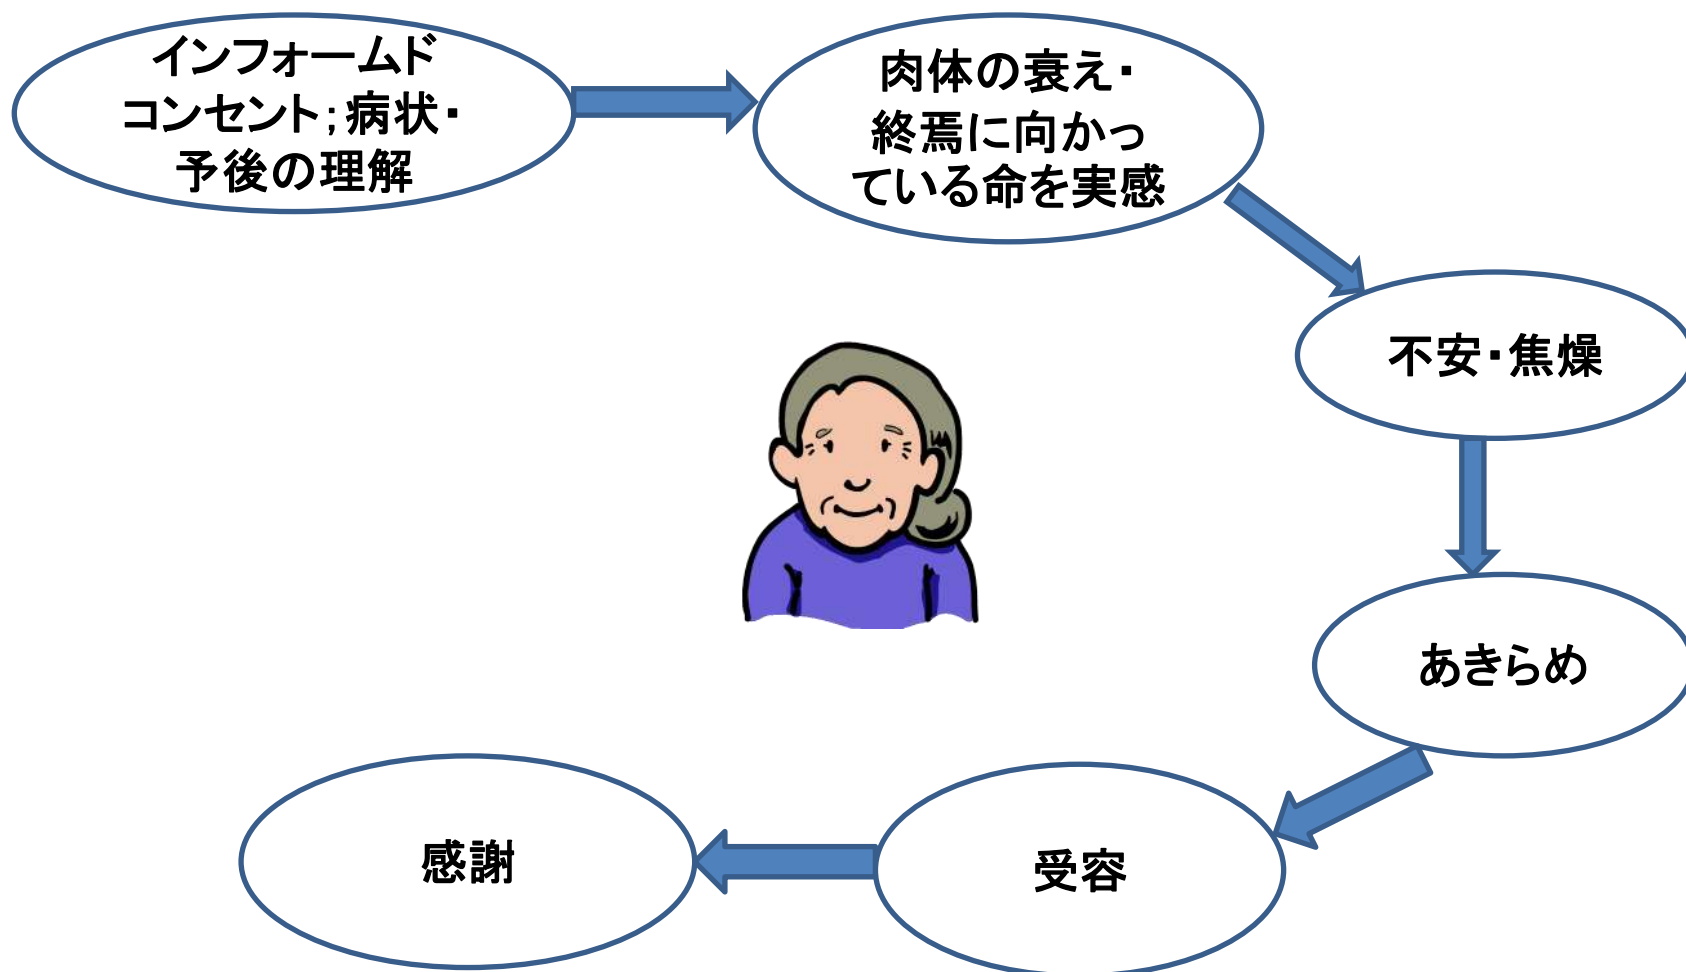 インフォームド
コンセント;病状・
予後の理解
肉体の衰え・
終焉に向かっ
ている命を実感
不安・焦燥
あきらめ
受容
感謝